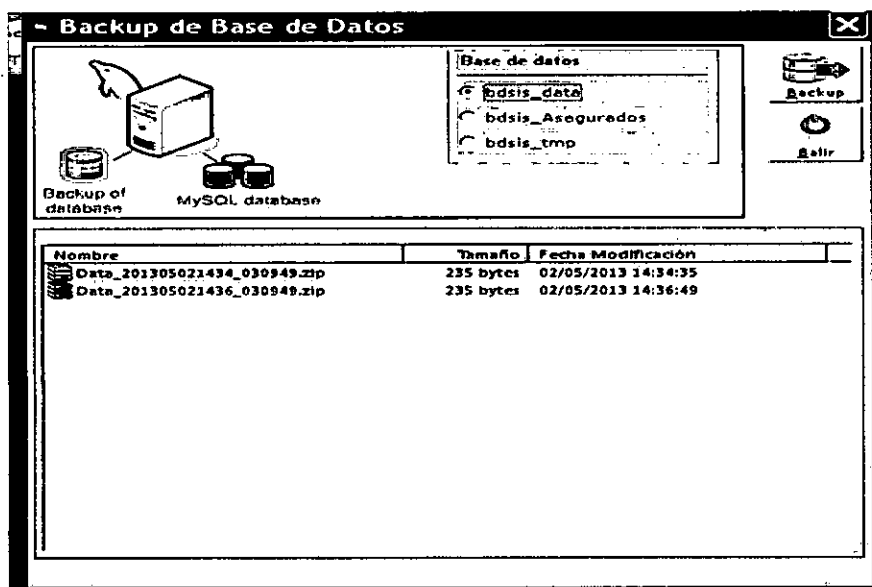 Backup de Base de Datos
Base de datos
bdsis_data
bdsis_Asegurados
bdsis_tmp
Backup
Salir
Backup of
database
MySQL database
Nombre Tamaño Fecha Modificación
Data_201305021434_030949.zip 235 bytes 02/05/2013 14:34:35
Data_201305021436_030949.zip 235 bytes 02/05/2013 14:36:49